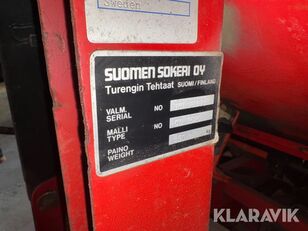 Sweden
SUOMEN SOKERI OY
Turengin Tehtaat SUOMI/FINLAND
VALM. NO
SERIAL
MALLI NO
TYPE
PAINO
WEIGHT
KLARAVIK